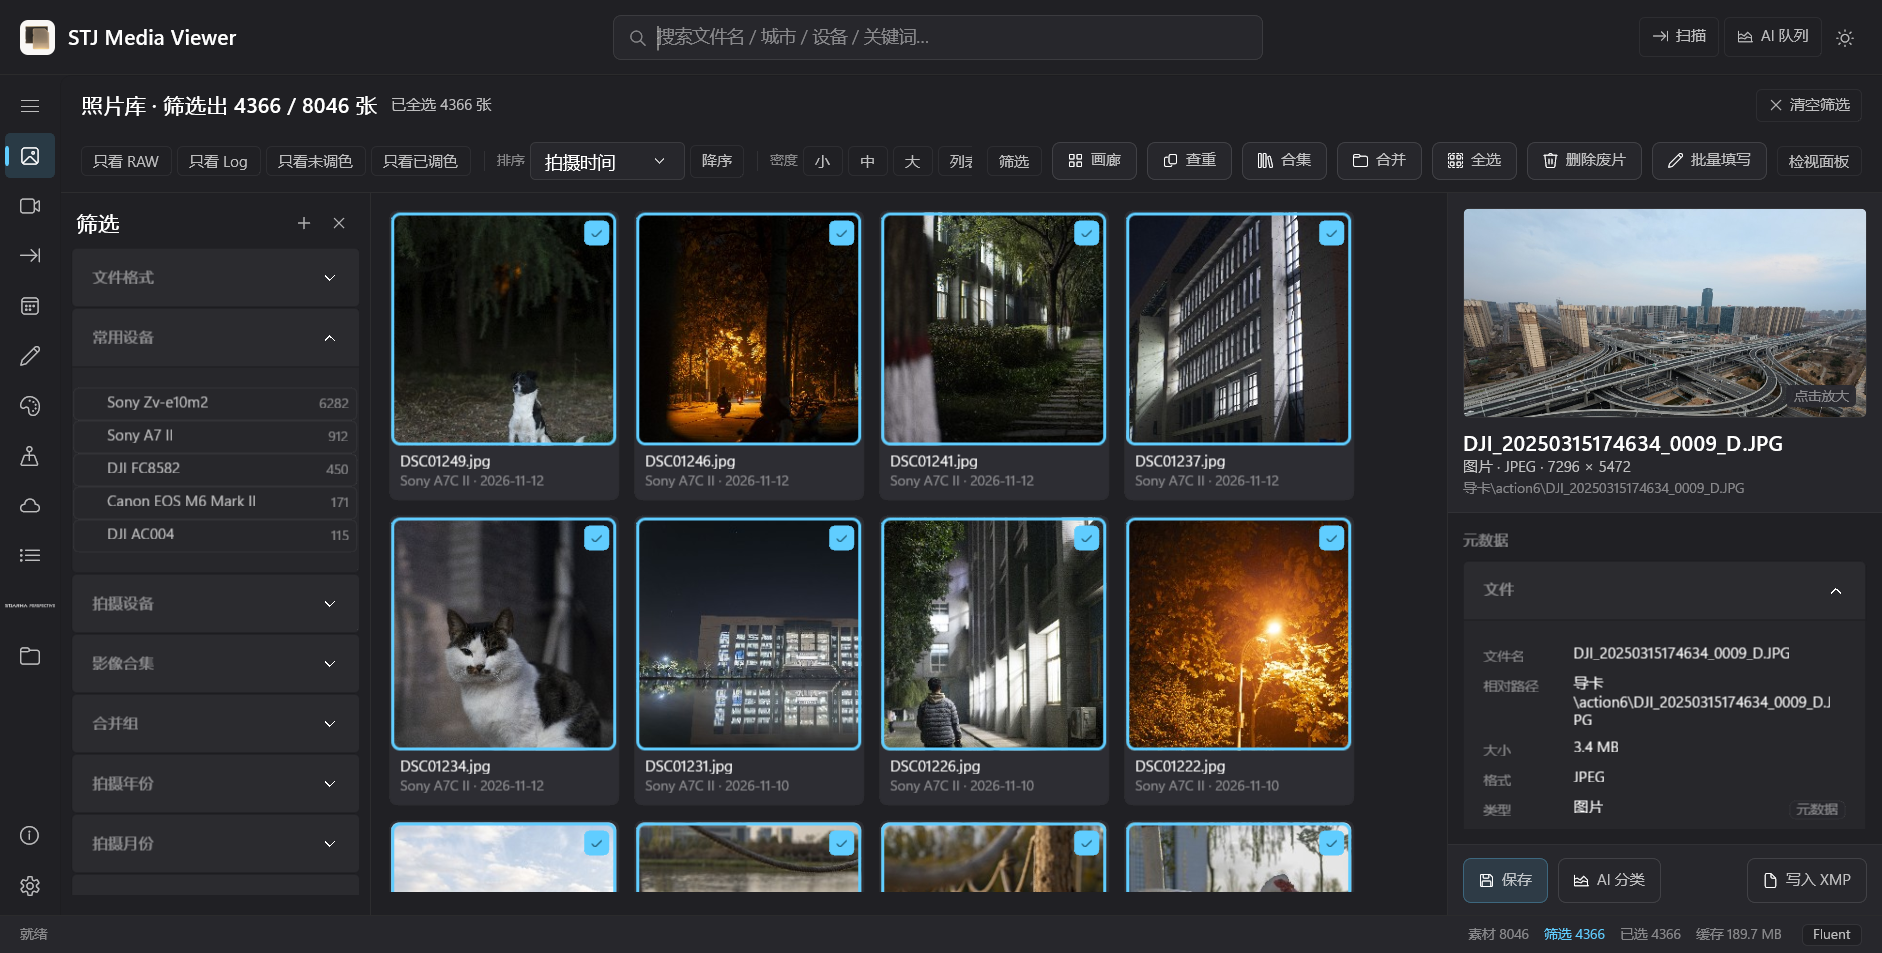 STJ Media Viewer
搜索文件名 / 城市 / 设备 / 关键词...
扫描
AI 队列
照片库 · 筛选出 4366 / 8046 张
已全选 4366 张
清空筛选
只看 RAW
只看 Log
只看未调色
只看已调色
排序
拍摄时间
降序
密度
小
中
大
筛选
画廊
查重
合集
合并
全选
删除废片
批量填写
检视面板
筛选
文件格式
常用设备
Sony Zv-e10m2 6282
Sony A7 II 912
DJI FC8582 450
Canon EOS M6 Mark II 171
DJI AC004 115
拍摄设备
影像合集
合并组
拍摄年份
拍摄月份
DSC01249.jpg
Sony A7C II · 2026-11-12
DSC01246.jpg
Sony A7C II · 2026-11-12
DSC01241.jpg
Sony A7C II · 2026-11-12
DSC01237.jpg
Sony A7C II · 2026-11-12
DSC01234.jpg
Sony A7C II · 2026-11-12
DSC01231.jpg
Sony A7C II · 2026-11-10
DSC01226.jpg
Sony A7C II · 2026-11-10
DSC01222.jpg
Sony A7C II · 2026-11-10
点击放大
DJI_20250315174634_0009_D.JPG
图片 · JPEG · 7296 × 5472
导卡\action6\DJI_20250315174634_0009_D.JPG
元数据
文件
文件名 DJI_20250315174634_0009_D.JPG
相对路径 导卡
\action6\DJI_20250315174634_0009_D.J
PG
大小 3.4 MB
格式 JPEG
类型 图片
元数据
保存
AI 分类
写入 XMP
就绪
素材 8046
筛选 4366
已选 4366
缓存 189.7 MB
Fluent